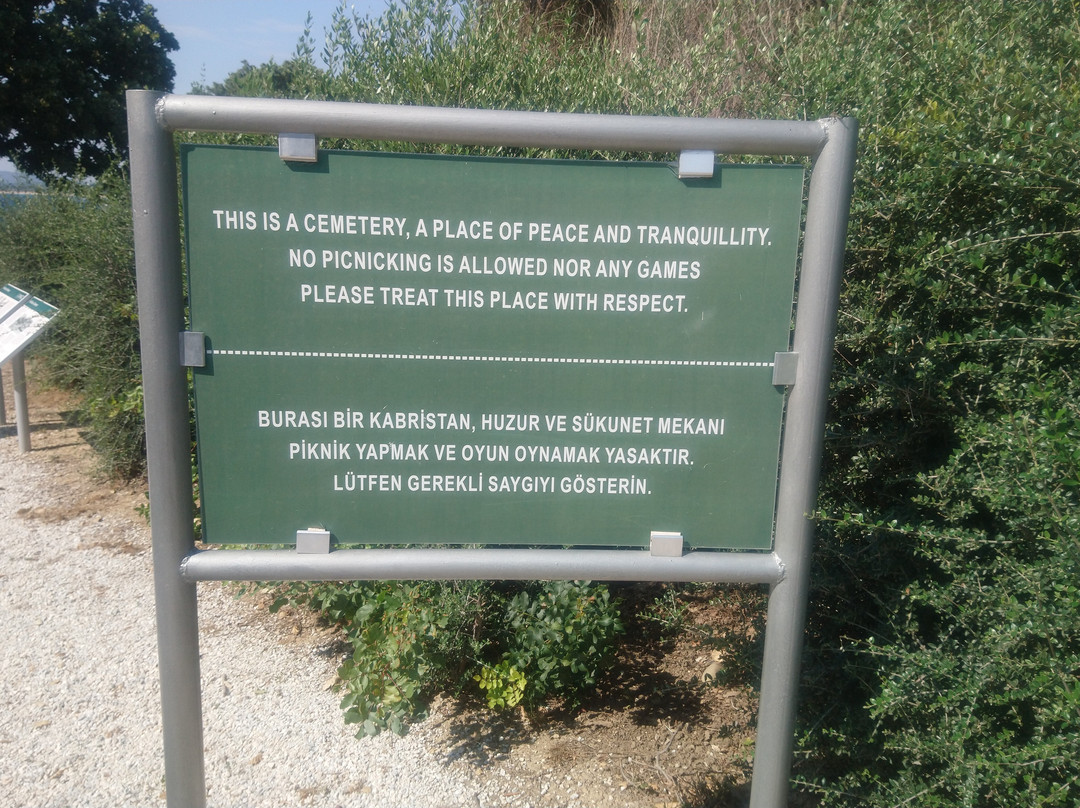 THIS IS A CEMETERY, A PLACE OF PEACE AND TRANQUILLITY.
NO PICNICKING IS ALLOWED NOR ANY GAMES
PLEASE TREAT THIS PLACE WITH RESPECT.
BURASI BİR KABRİSTAN, HUZUR VE SÜKUNET MEKANI
PİKNİK YAPMAK VE OYUN OYNAMAK YASAKTIR.
LÜTFEN GEREKLİ SAYGIYI GÖSTERİN.